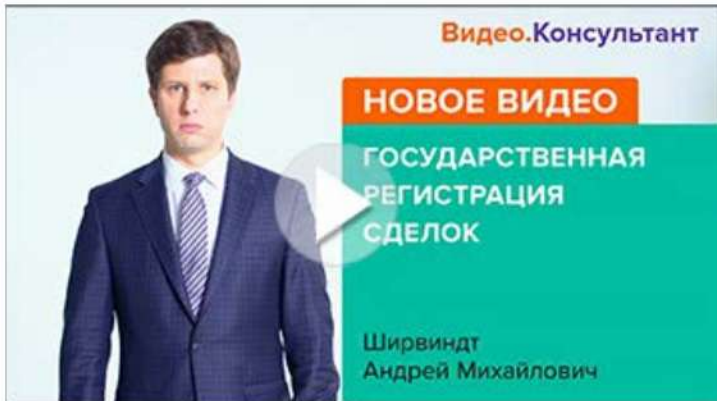 Видео.Консультант
НОВОЕ ВИДЕО
ГОСУДАРСТВЕННАЯ
РЕГИСТРАЦИЯ
СДЕЛОК
Ширвиндт
Андрей Михайлович